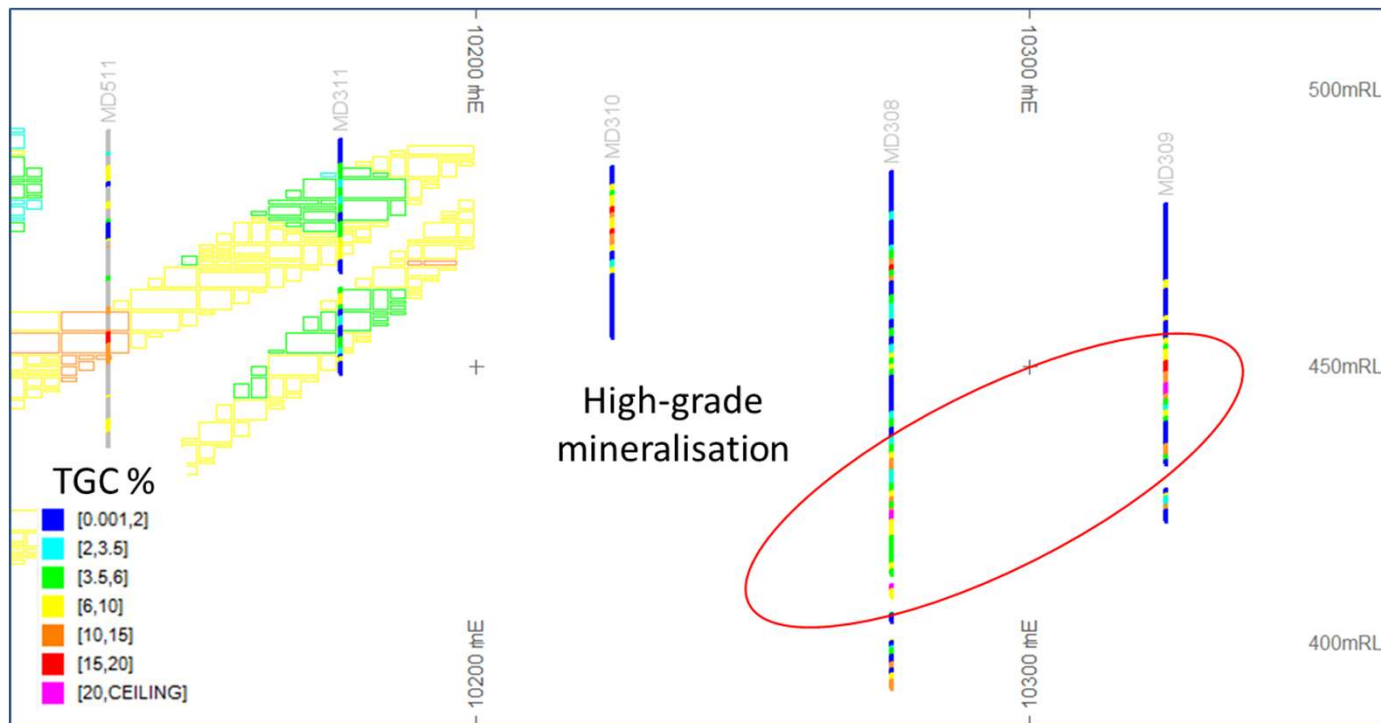 10200 mE
10300 mE
500mRL
MD511
MD311
MD310
MD308
MD309
450mRL
High-grade
mineralisation
TGC %
[0.001,2]
[2,3.5]
[3.5,6]
[6,10]
[10,15]
[15,20]
[20,CEILING]
10200 mE
10300 mE
400mRL